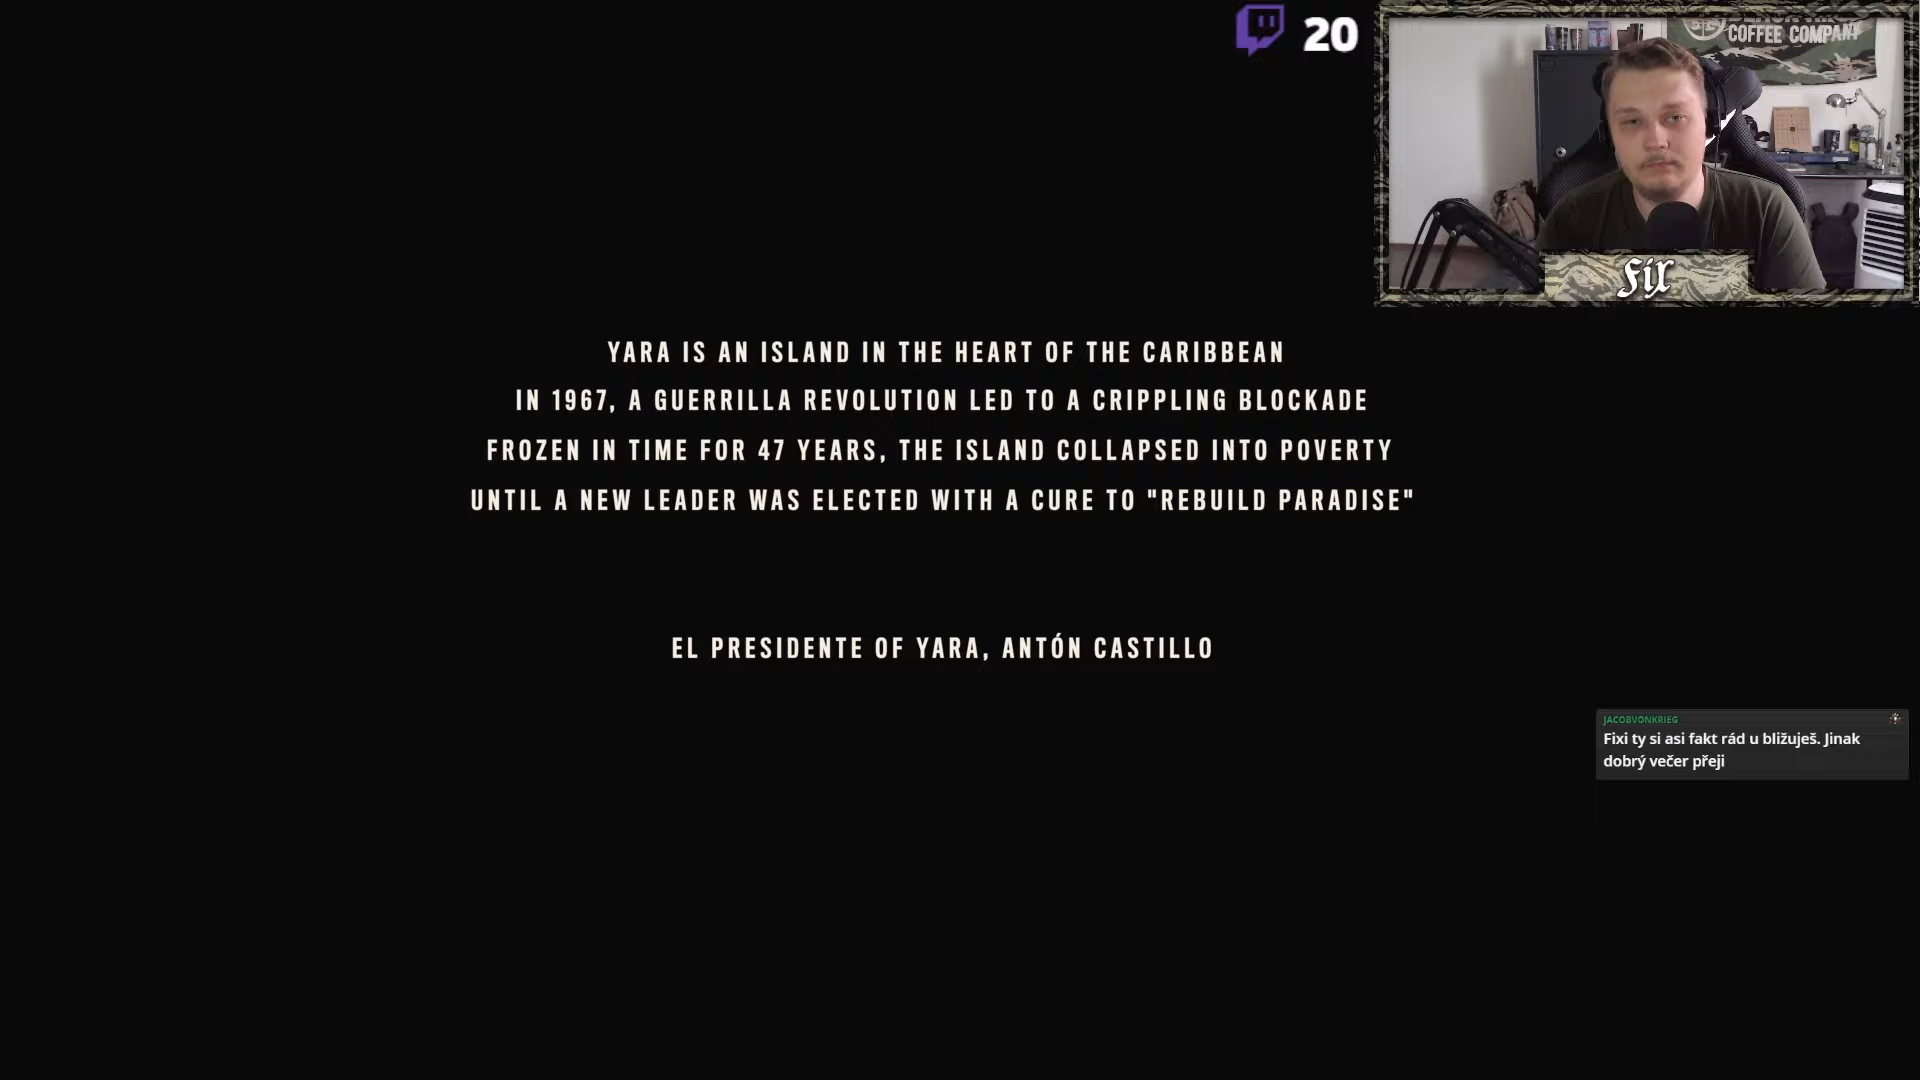 20
COFFEE COMPANY
fix
YARA IS AN ISLAND IN THE HEART OF THE CARIBBEAN
IN 1967, A GUERRILLA REVOLUTION LED TO A CRIPPLING BLOCKADE
FROZEN IN TIME FOR 47 YEARS, THE ISLAND COLLAPSED INTO POVERTY
UNTIL A NEW LEADER WAS ELECTED WITH A CURE TO "REBUILD PARADISE"
EL PRESIDENTE OF YARA, ANTÓN CASTILLO
JACOBVONKRIEG
Fixi ty si asi fakt rád u bližuješ. Jinak
dobrý večer přeji